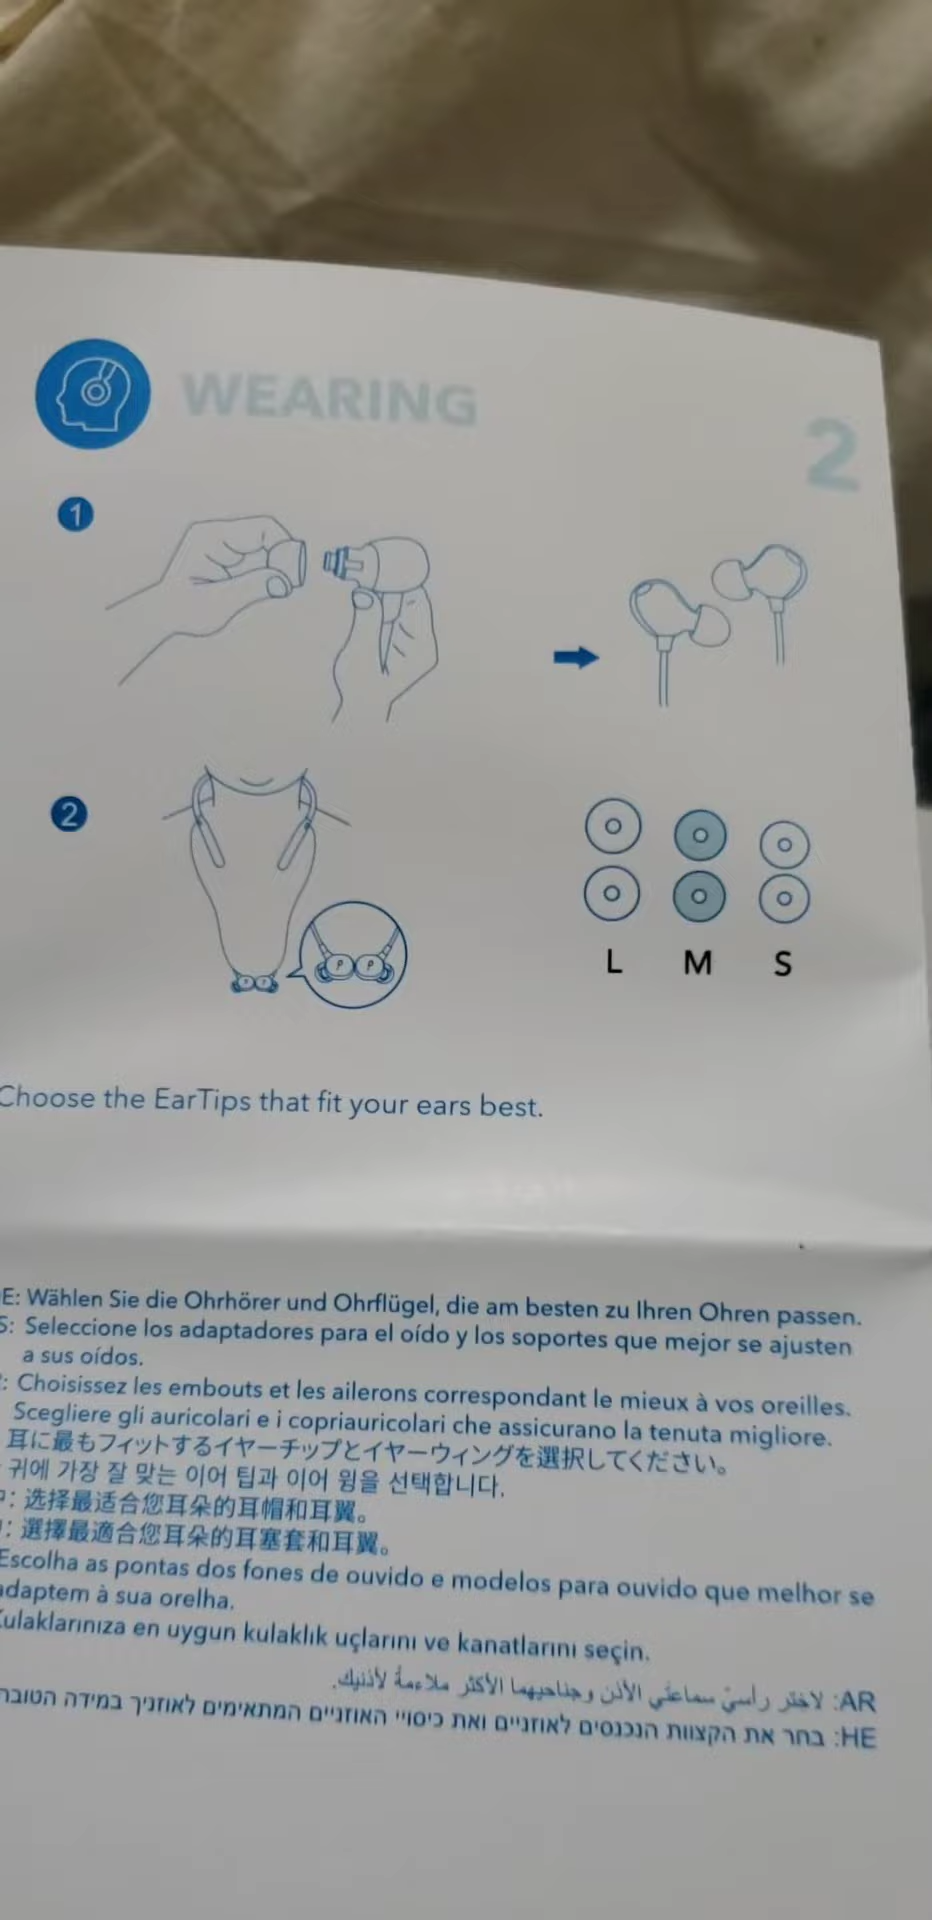 WEARING
2
1
2
L M S
Choose the EarTips that fit your ears best.
E: Wählen Sie die Ohrhörer und Ohrflügel, die am besten zu Ihren Ohren passen.
S: Seleccione los adaptadores para el oído y los soportes que mejor se ajusten
a sus oídos.
: Choisissez les embouts et les ailerons correspondant le mieux à vos oreilles.
Scegliere gli auricolari e i copriauricolari che assicurano la tenuta migliore.
耳に最もフィットするイヤーチップとイヤーウィングを選択してください。
귀에 가장 잘 맞는 이어 팁과 이어 윙을 선택합니다.
: 选择最适合您耳朵的耳帽和耳翼。
: 選擇最適合您耳朵的耳塞套和耳翼。
Escolha as pontas dos fones de ouvido e modelos para ouvido que melhor se
adaptem à sua orelha.
Kulaklarınıza en uygun kulaklık uçlarını ve kanatlarını seçin.
AR: لاختر رأسيّ سماعتي الأذن وجناحيهما الأكثر ملاءمةً لأذنيك.
HE: בחר את הקצוות הנכנסים לאוזניים ואת כיסויי האוזניים המתאימים לאוזניך במידה הטובה